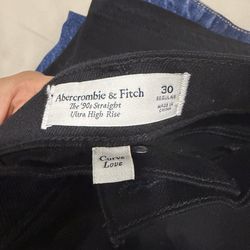 Abercrombie & Fitch
The '90s Straight
Ultra High Rise
30
REGULAR
MADE IN
CHINA
Curve
Love